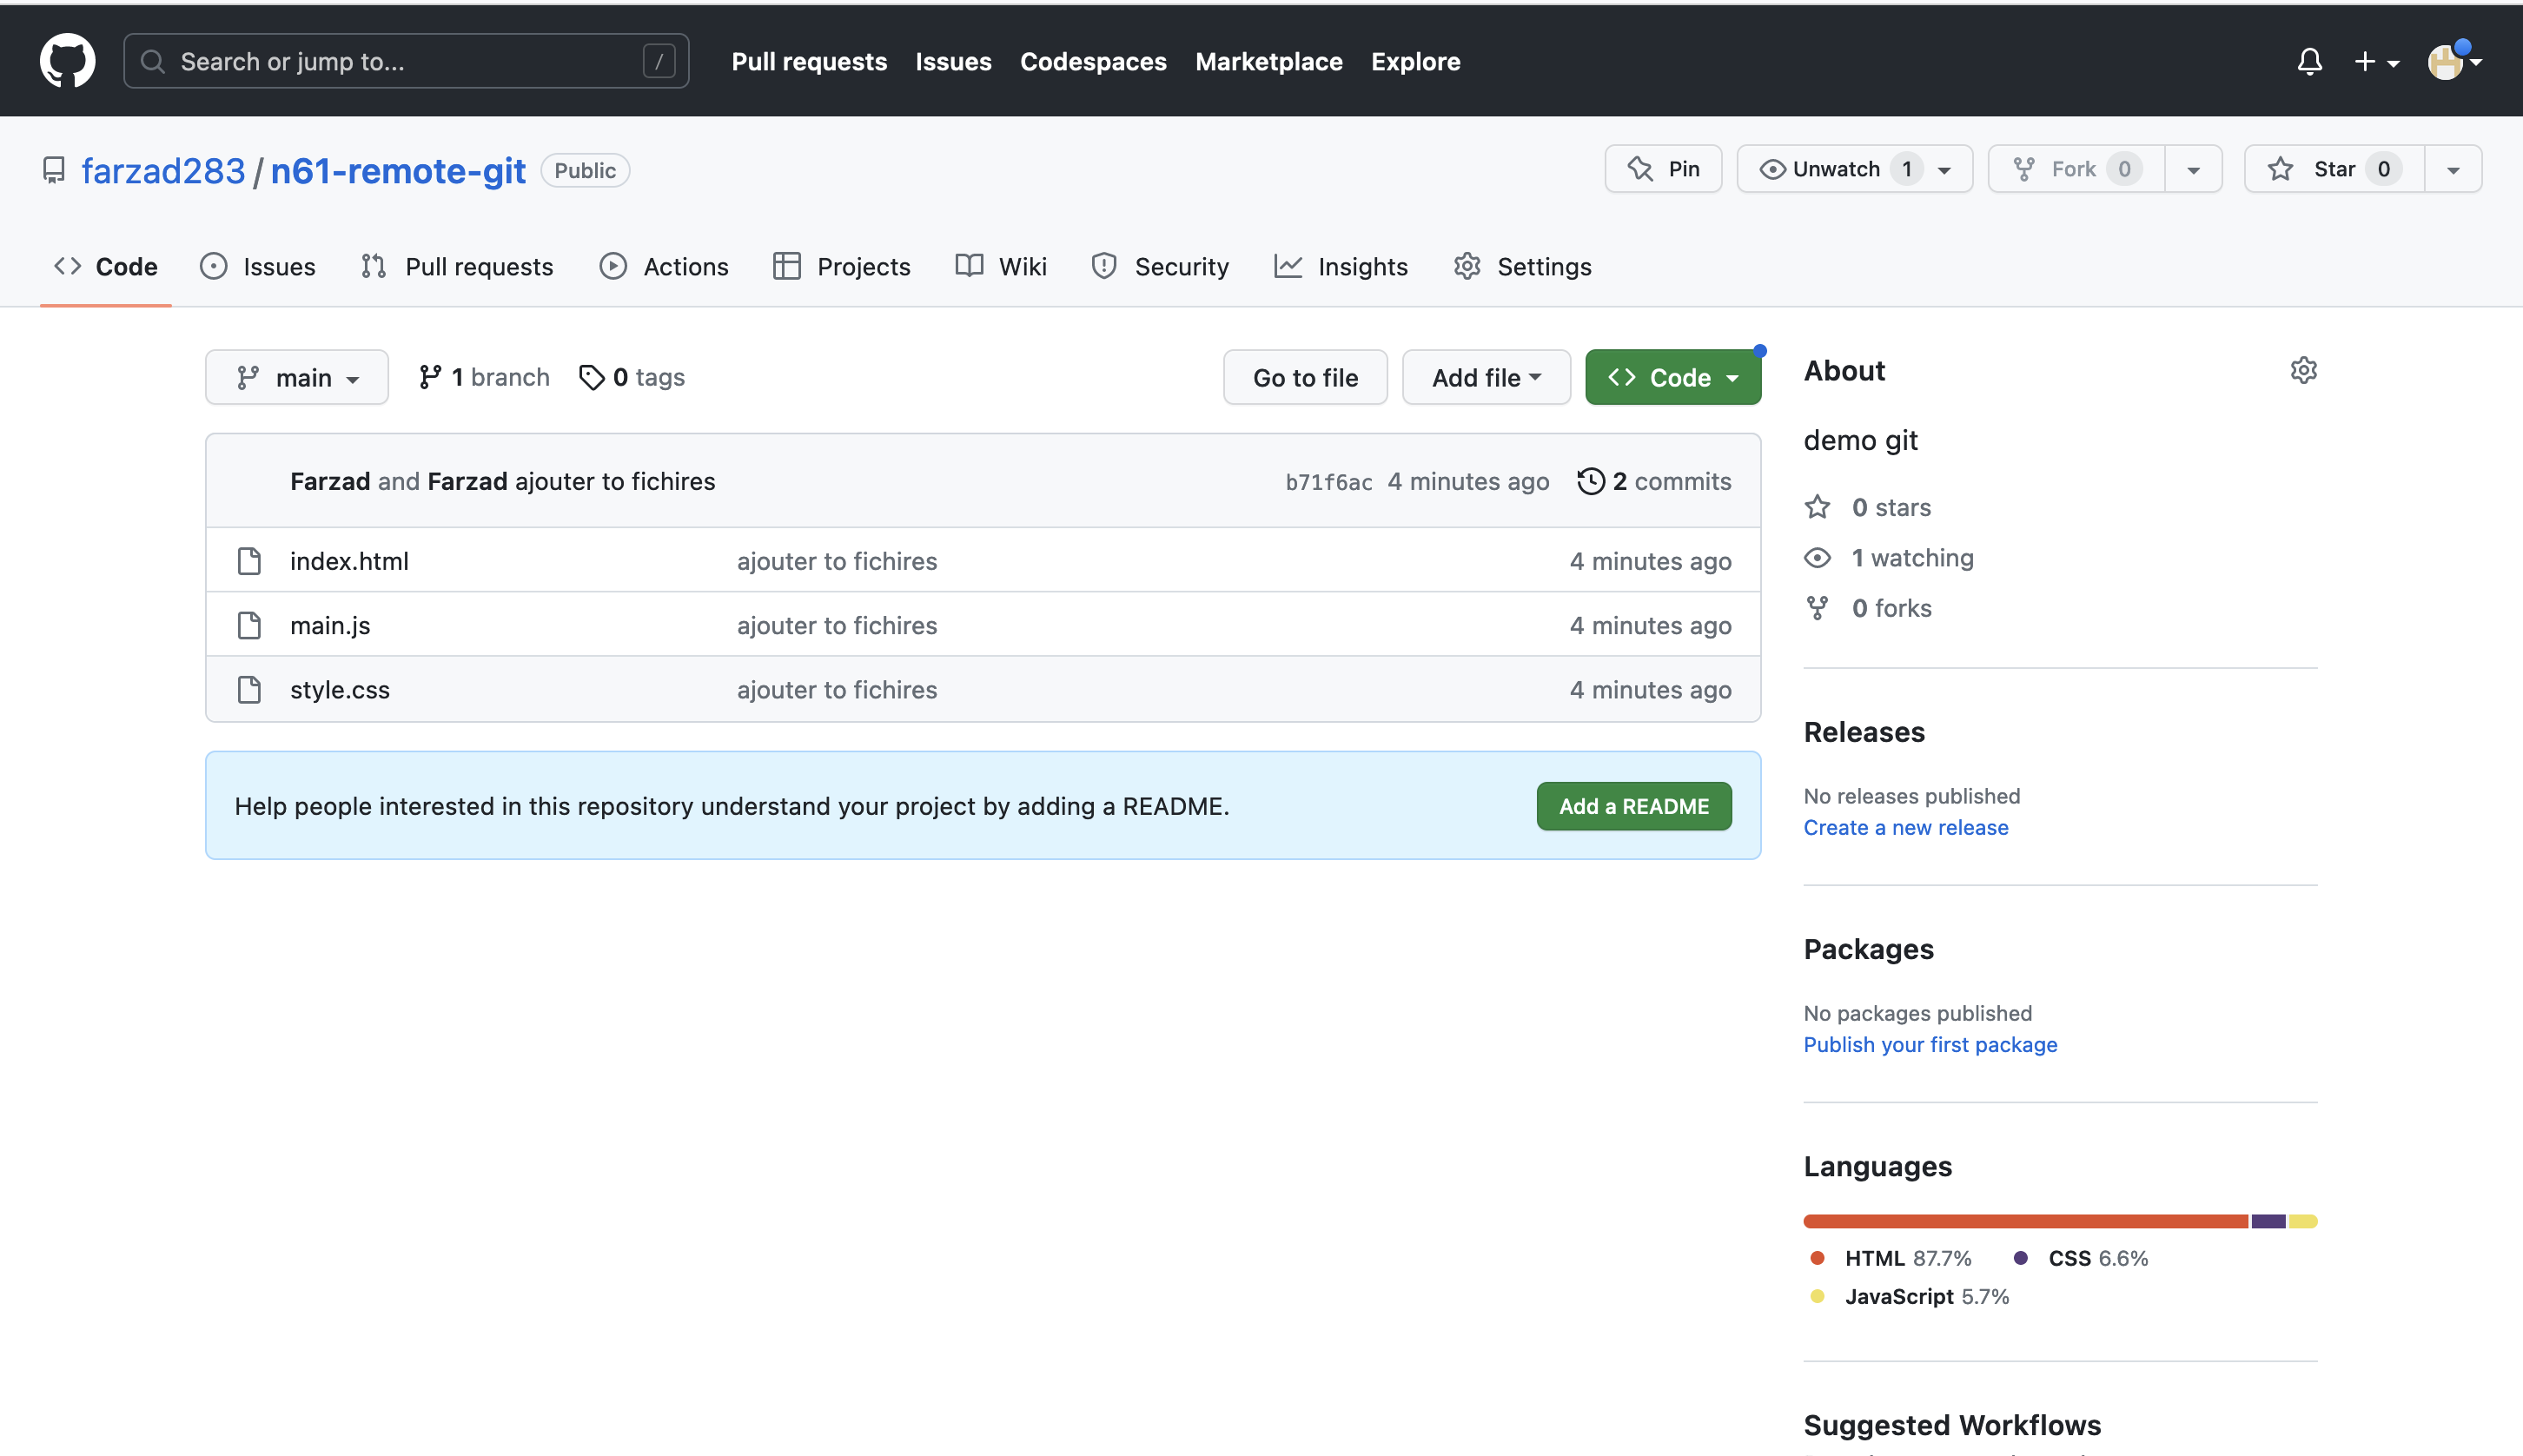 Search or jump to... /
Pull requests Issues Codespaces Marketplace Explore
farzad283 / n61-remote-git Public
Pin Unwatch 1 Fork 0 Star 0
Code Issues Pull requests Actions Projects Wiki Security Insights Settings
main 1 branch 0 tags Go to file Add file Code
Farzad and Farzad ajouter to fichires b71f6ac 4 minutes ago 2 commits
index.html ajouter to fichires 4 minutes ago
main.js ajouter to fichires 4 minutes ago
style.css ajouter to fichires 4 minutes ago
Help people interested in this repository understand your project by adding a README. Add a README
About
demo git
0 stars
1 watching
0 forks
Releases
No releases published
Create a new release
Packages
No packages published
Publish your first package
Languages
HTML 87.7% CSS 6.6%
JavaScript 5.7%
Suggested Workflows